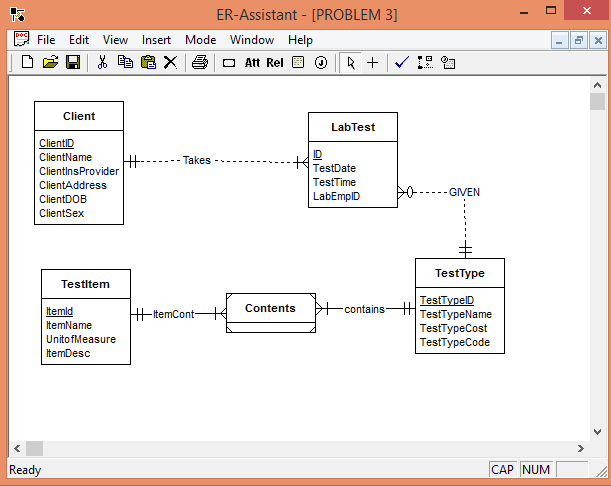 ER-Assistant - [PROBLEM 3]
File Edit View Insert Mode Window Help
DOC
Att Rel J
Client
ClientID
ClientName
ClientInsProvider
ClientAddress
ClientDOB
ClientSex
Takes
LabTest
ID
TestDate
TestTime
LabEmpID
GIVEN
TestItem
ItemId
ItemName
UnitofMeasure
ItemDesc
ItemCont
Contents
contains
TestType
TestTypeID
TestTypeName
TestTypeCost
TestTypeCode
Ready
CAP NUM